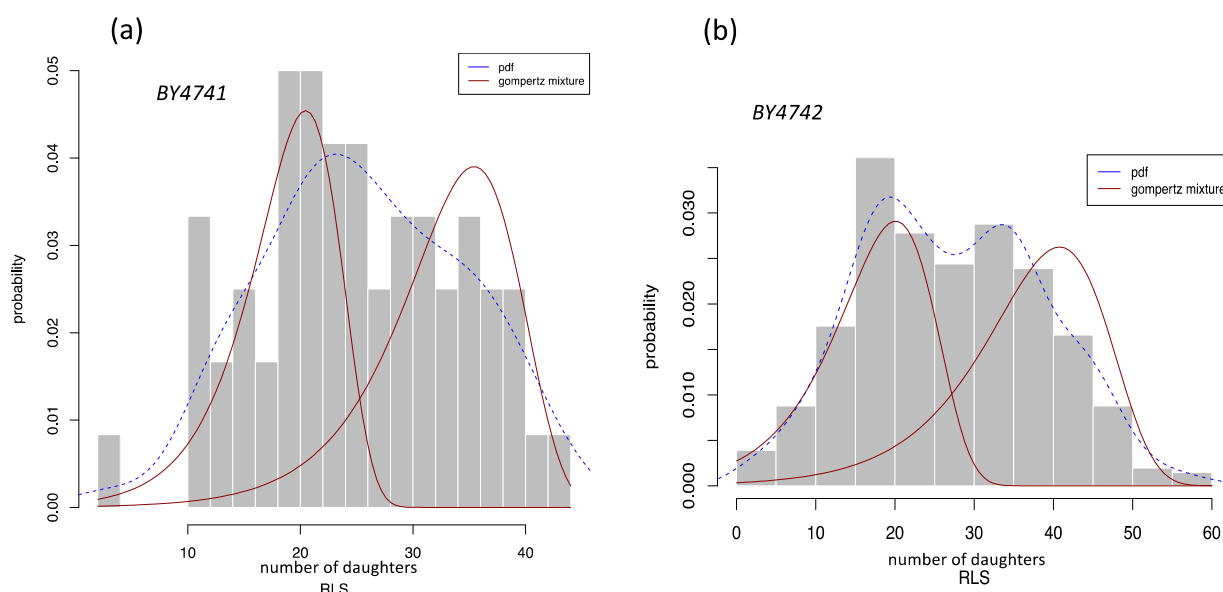 (a)
BY4741
pdf
gompertz mixture
probability
0.00
0.01
0.02
0.03
0.04
0.05
10 20 30 40
number of daughters
RLS
(b)
BY4742
pdf
gompertz mixture
probability
0.000
0.010
0.020
0.030
0 10 20 30 40 50 60
number of daughters
RLS